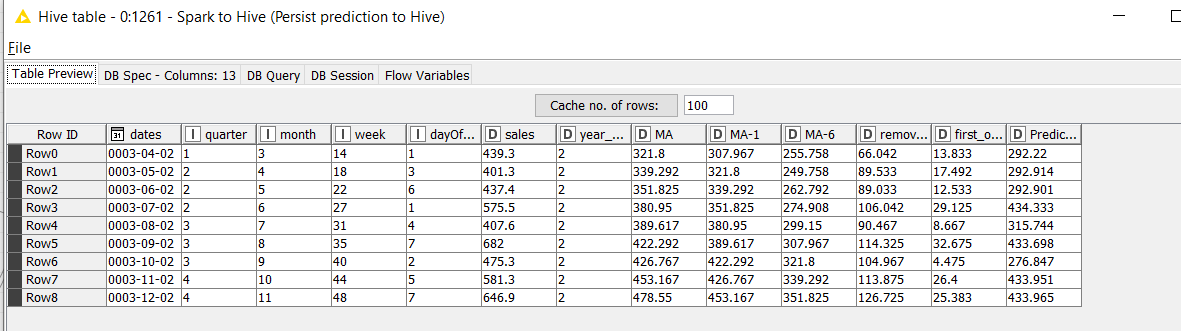 Hive table - 0:1261 - Spark to Hive (Persist prediction to Hive)
File
Table Preview DB Spec - Columns: 13 DB Query DB Session Flow Variables
Cache no. of rows: 100
Row ID 31 dates I quarter I month I week I dayOf... D sales D year_... D MA D MA-1 D MA-6 D remov... D first_o... D Predic...
Row0 0003-04-02 1 3 14 1 439.3 2 321.8 307.967 255.758 66.042 13.833 292.22
Row1 0003-05-02 2 4 18 3 401.3 2 339.292 321.8 249.758 89.533 17.492 292.914
Row2 0003-06-02 2 5 22 6 437.4 2 351.825 339.292 262.792 89.033 12.533 292.901
Row3 0003-07-02 2 6 27 1 575.5 2 380.95 351.825 274.908 106.042 29.125 434.333
Row4 0003-08-02 3 7 31 4 407.6 2 389.617 380.95 299.15 90.467 8.667 315.744
Row5 0003-09-02 3 8 35 7 682 2 422.292 389.617 307.967 114.325 32.675 433.698
Row6 0003-10-02 3 9 40 2 475.3 2 426.767 422.292 321.8 104.967 4.475 276.847
Row7 0003-11-02 4 10 44 5 581.3 2 453.167 426.767 339.292 113.875 26.4 433.951
Row8 0003-12-02 4 11 48 7 646.9 2 478.55 453.167 351.825 126.725 25.383 433.965